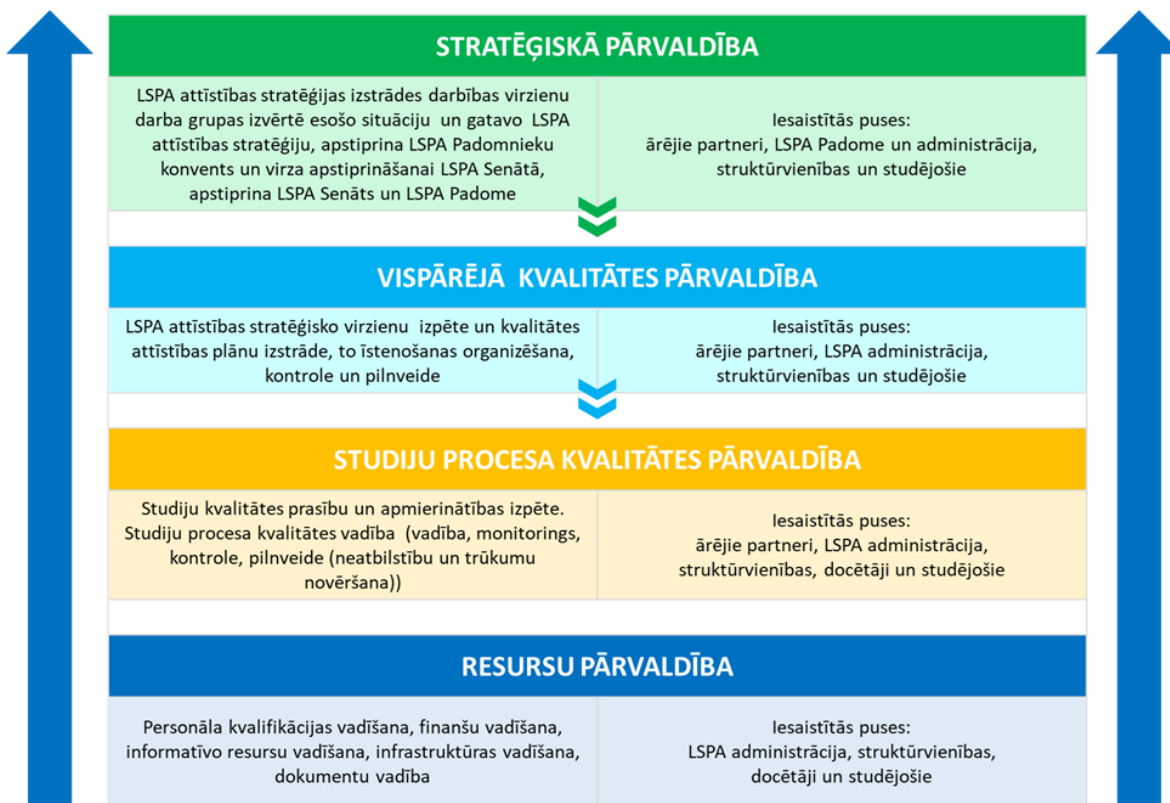 STRATĒĢISKĀ PĀRVALDĪBA
LSPA attīstības stratēģijas izstrādes darbības virzienu
darba grupas izvērtē esošo situāciju un gatavo LSPA
attīstības stratēģiju, apstiprina LSPA Padomnieku
konvents un virza apstiprināšanai LSPA Senātā,
apstiprina LSPA Senāts un LSPA Padome
Iesaistītās puses:
ārējie partneri, LSPA Padome un administrācija,
struktūrvienības un studējošie
VISPĀRĒJĀ KVALITĀTES PĀRVALDĪBA
LSPA attīstības stratēģisko virzienu izpēte un kvalitātes
attīstības plānu izstrāde, to īstenošanas organizēšana,
kontrole un pilnveide
Iesaistītās puses:
ārējie partneri, LSPA administrācija,
struktūrvienības un studējošie
STUDIJU PROCESA KVALITĀTES PĀRVALDĪBA
Studiju kvalitātes prasību un apmierinātības izpēte.
Studiju procesa kvalitātes vadība (vadība, monitorings,
kontrole, pilnveide (neatbilstību un trūkumu
novēršana))
Iesaistītās puses:
ārējie partneri, LSPA administrācija,
struktūrvienības, docētāji un studējošie
RESURSU PĀRVALDĪBA
Personāla kvalifikācijas vadīšana, finanšu vadīšana,
informatīvo resursu vadīšana, infrastruktūras vadīšana,
dokumentu vadība
Iesaistītās puses:
LSPA administrācija, struktūrvienības,
docētāji un studējošie